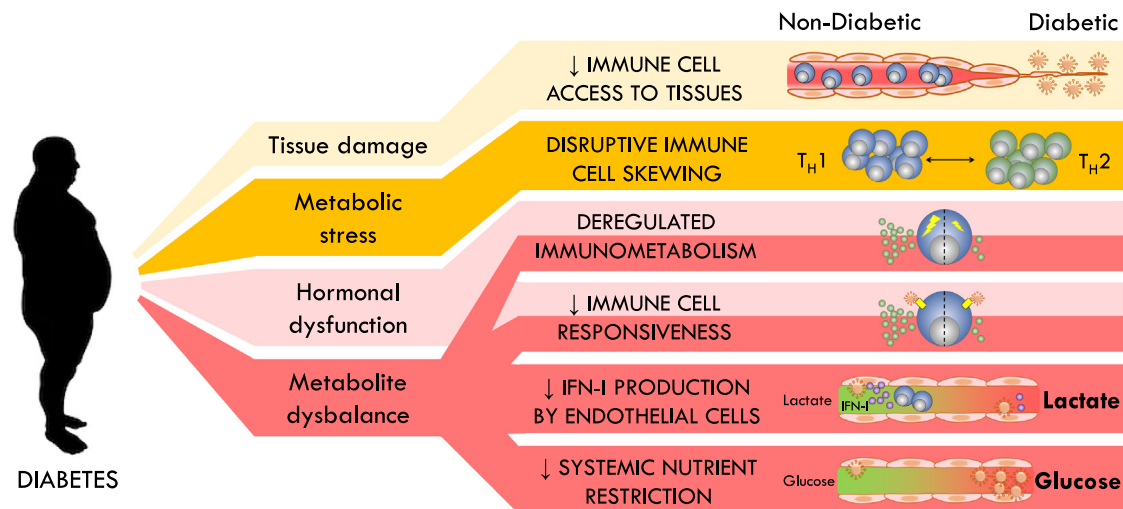 Non-Diabetic
Diabetic
↓ IMMUNE CELL
ACCESS TO TISSUES
Tissue damage
DISRUPTIVE IMMUNE
CELL SKEWING
TH1
TH2
Metabolic
stress
DEREGULATED
IMMUNOMETABOLISM
Hormonal
dysfunction
↓ IMMUNE CELL
RESPONSIVENESS
Metabolite
dysbalance
↓ IFN-I PRODUCTION
BY ENDOTHELIAL CELLS
Lactate
IFN-I
Lactate
↓ SYSTEMIC NUTRIENT
RESTRICTION
Glucose
Glucose
DIABETES